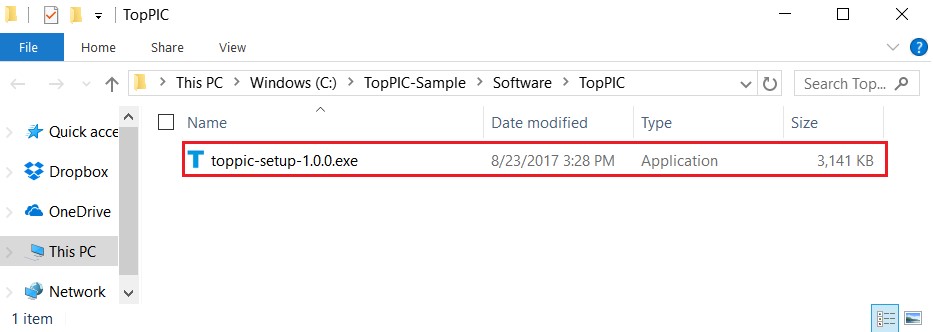 TopPIC
File Home Share View
This PC Windows (C:) TopPIC-Sample Software TopPIC Search Top...
Name Date modified Type Size
toppic-setup-1.0.0.exe 8/23/2017 3:28 PM Application 3,141 KB
Quick acce
Dropbox
OneDrive
This PC
Network
1 item